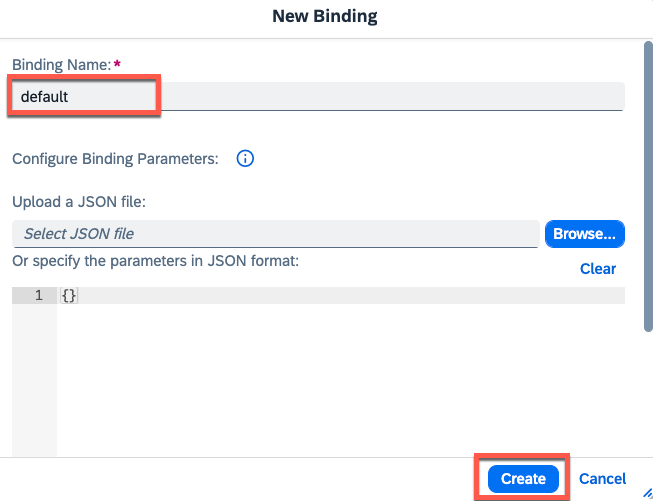 New Binding
Binding Name:*
default
Configure Binding Parameters:
Upload a JSON file:
Select JSON file
Browse...
Or specify the parameters in JSON format:
Clear
1 {}
Create Cancel